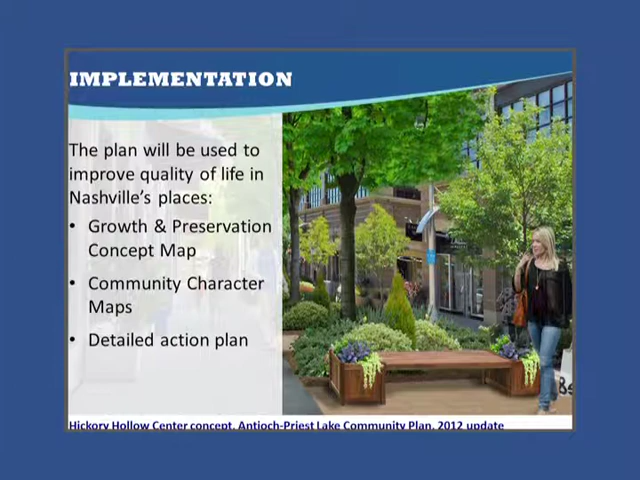 IMPLEMENTATION
The plan will be used to
improve quality of life in
Nashville's places:
• Growth & Preservation
Concept Map
• Community Character
Maps
• Detailed action plan
Hickory Hollow Center concept, Antioch-Priest Lake Community Plan, 2012 update